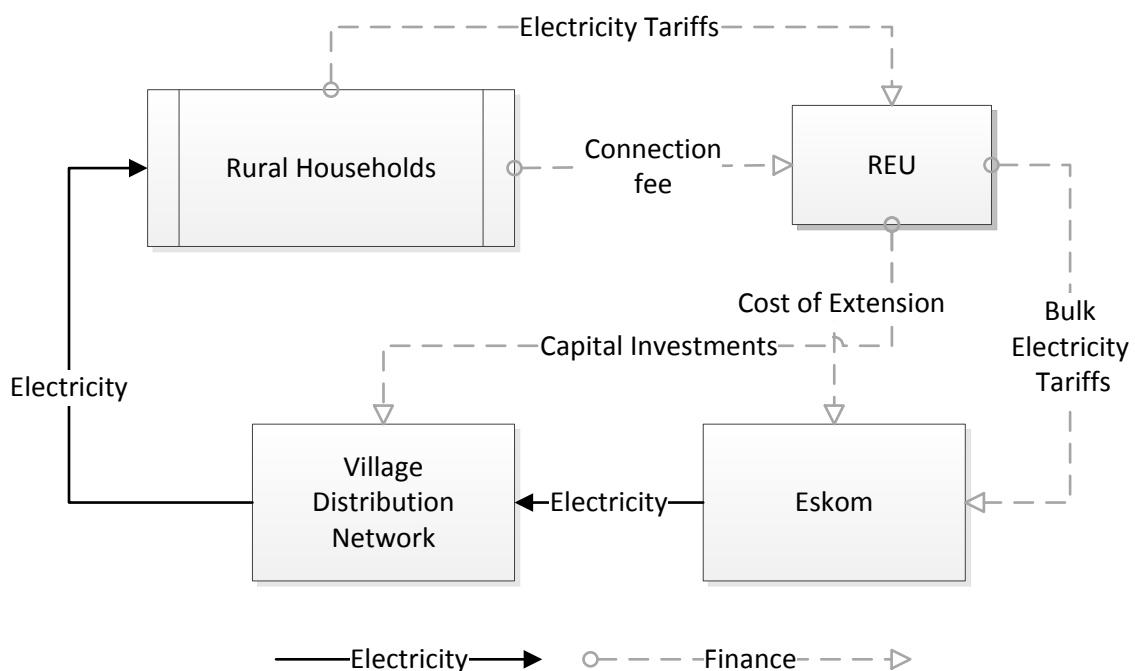 Electricity Tariffs
Rural Households
Connection
fee
REU
Cost of Extension
Bulk
Electricity
Tariffs
Capital Investments
Electricity
Village
Distribution
Network
Electricity
Eskom
Electricity
Finance